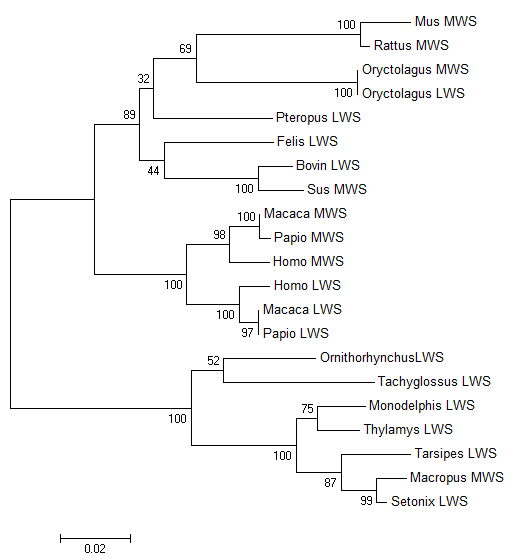 100 Mus MWS
69
Rattus MWS
Oryctolagus MWS
32
100 Oryctolagus LWS
89
Pteropus LWS
Felis LWS
44
Bovin LWS
100
Sus MWS
100 Macaca MWS
98
Papio MWS
Homo MWS
100
Homo LWS
100
Macaca LWS
97 Papio LWS
52 OrnithorhynchusLWS
Tachyglossus LWS
100
75 Monodelphis LWS
Thylamys LWS
100
Tarsipes LWS
87
Macropus MWS
99
Setonix LWS
0.02